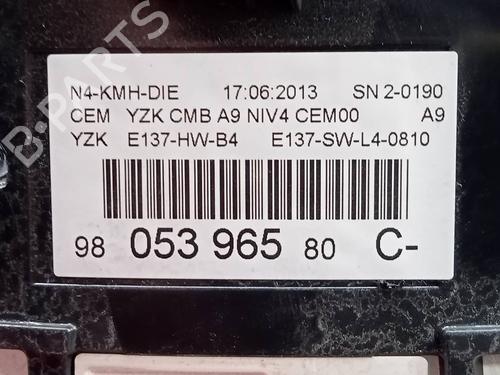 B-PARTS
N4-KMH-DIE 17:06:2013 SN 2-0190
CEM YZK CMB A9 NIV4 CEM00 A9
YZK E137-HW-B4 E137-SW-L4-0810
98 053 965 80 C-